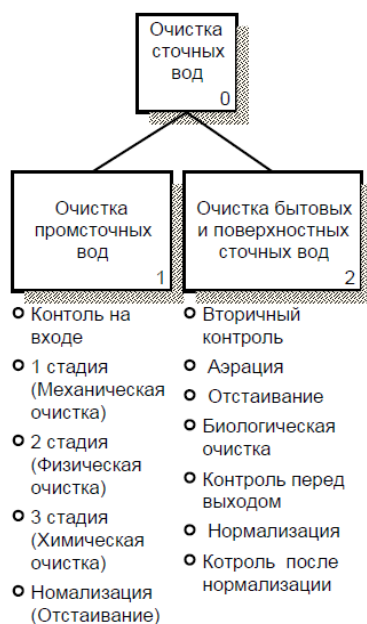 Очистка
сточных
вод
0
Очистка
промсточных
вод
1
Очистка бытовых
и поверхностных
сточных вод
2
Контоль на
входе
1 стадия
(Механическая
очистка)
2 стадия
(Физическая
очистка)
3 стадия
(Химическая
очистка)
Номализация
(Отстаивание)
Вторичный
контроль
Аэрация
Отстаивание
Биологическая
очистка
Контроль перед
выходом
Нормализация
Котроль после
нормализации